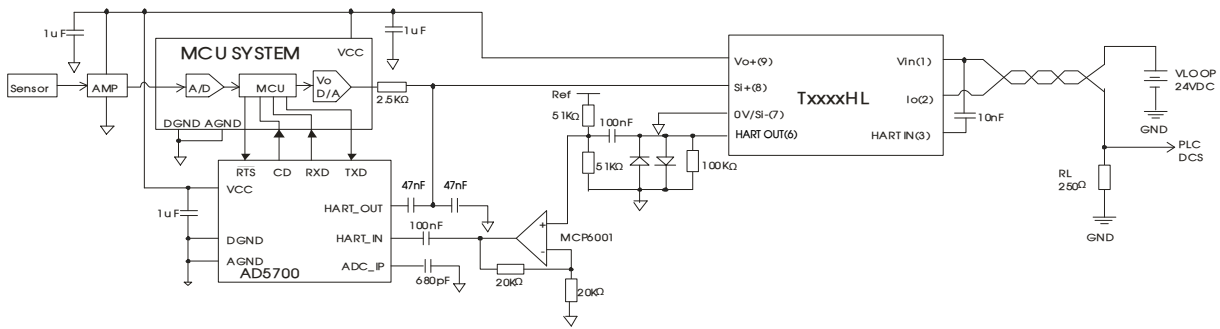 1uF
1uF
MCU SYSTEM
VCC
Sensor
AMP
A/D
MCU
Vo
D/A
2.5KΩ
DGND AGND
RTS
CD
RXD
TXD
VCC
1uF
HART_OUT
HART_IN
DGND
AGND
ADC_IP
AD5700
47nF
47nF
100nF
680pF
20KΩ
20KΩ
+
-
MCP6001
Ref
51KΩ
100nF
51KΩ
100KΩ
Vo+(9)
Si+(8)
0V/Si-(7)
HART OUT(6)
TxxxxHL
Vin(1)
Io(2)
HART IN(3)
10nF
VLOOP
24VDC
GND
PLC
DCS
RL
250Ω
GND